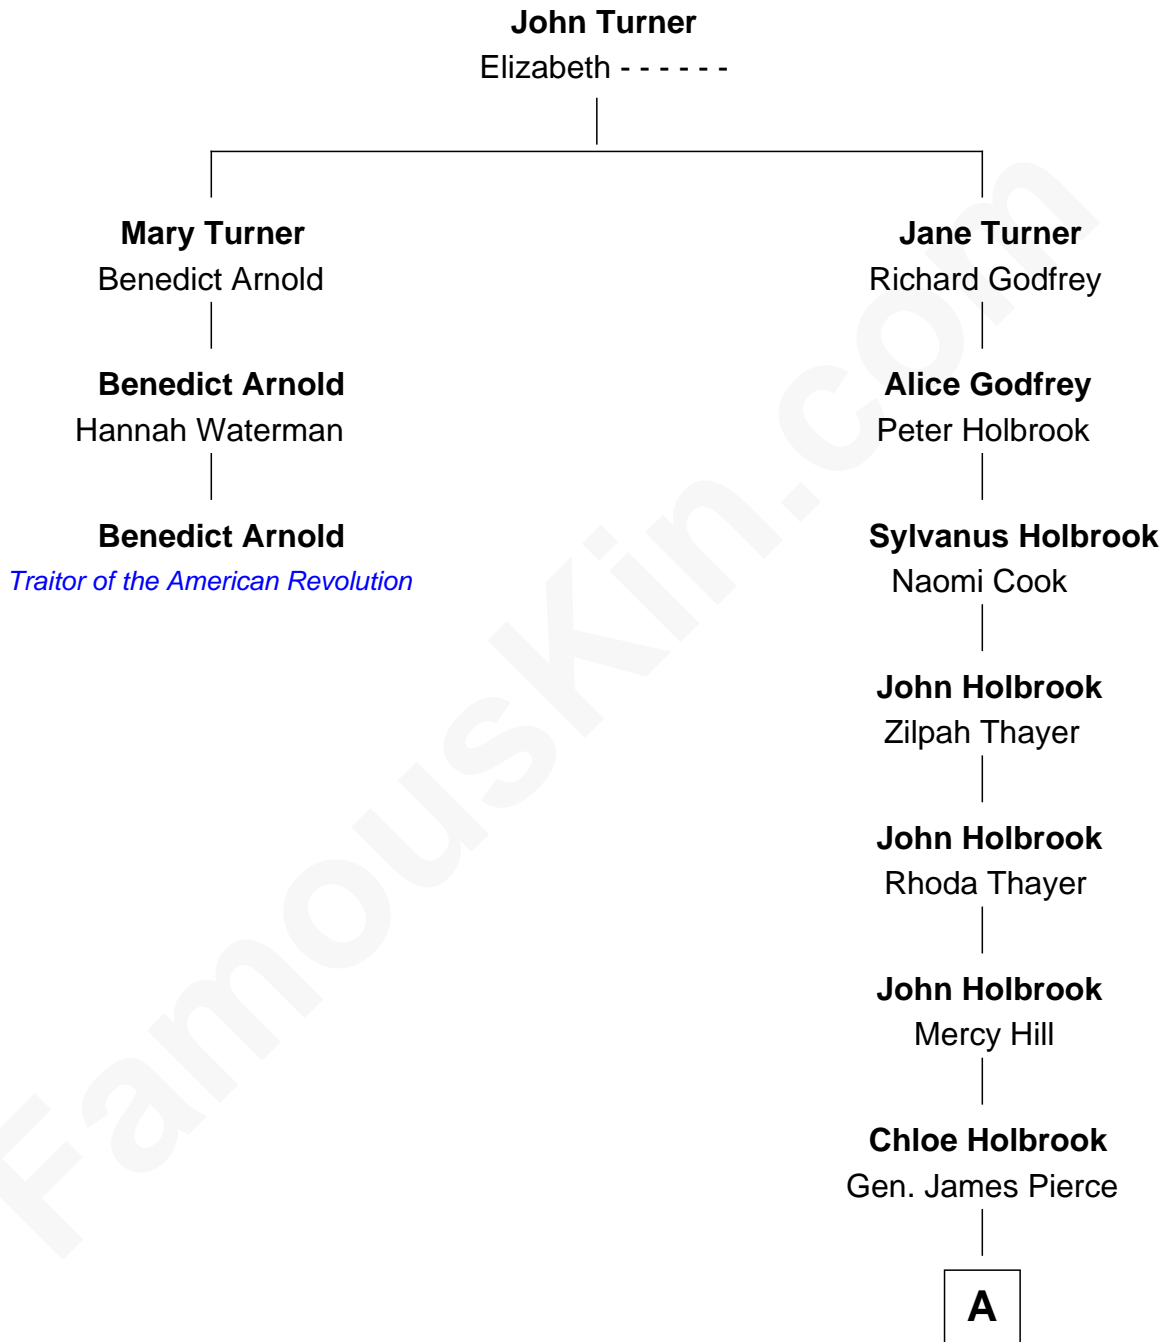 John Turner
Elizabeth - - - - - -
Mary Turner
Benedict Arnold
Jane Turner
Richard Godfrey
Benedict Arnold
Hannah Waterman
Alice Godfrey
Peter Holbrook
Benedict Arnold
Traitor of the American Revolution
Sylvanus Holbrook
Naomi Cook
John Holbrook
Zilpah Thayer
John Holbrook
Rhoda Thayer
John Holbrook
Mercy Hill
Chloe Holbrook
Gen. James Pierce
A
FamousKin.com